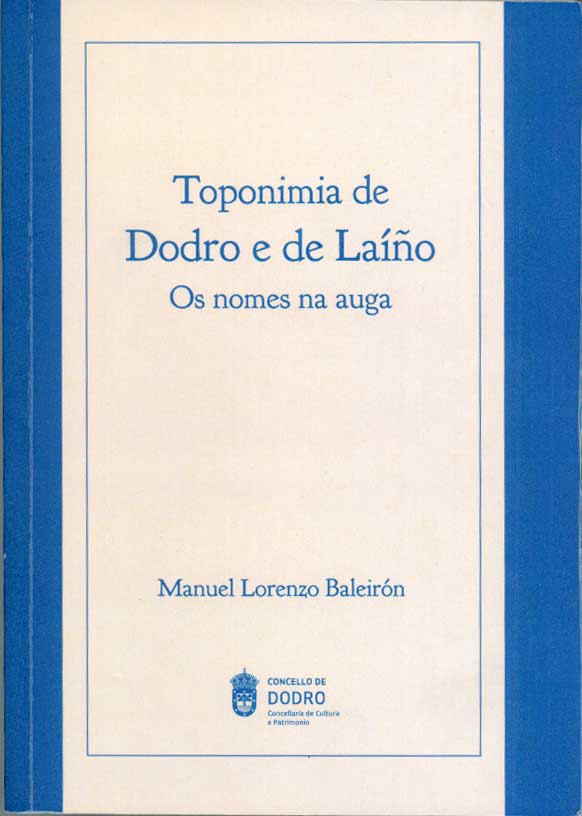 Toponimia de
Dodro e de Laíño
Os nomes na auga
Manuel Lorenzo Baleirón
CONCELLO DE
DODRO
Concellaría de Cultura
e Patrimonio